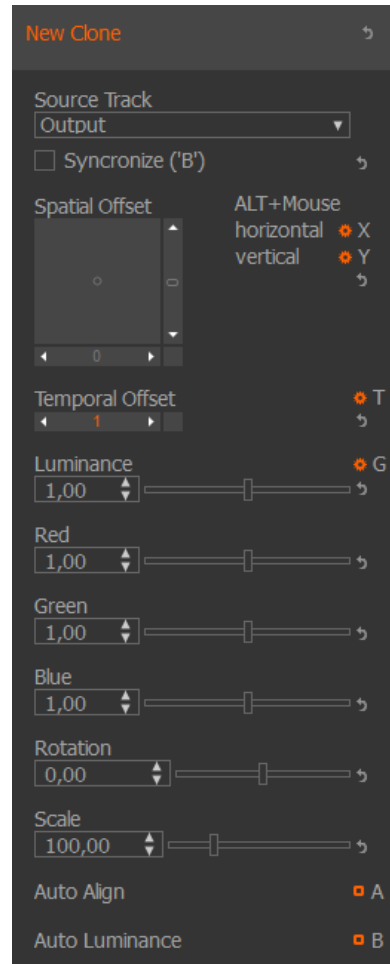 New Clone
Source Track
Output
Syncronize ('B')
Spatial Offset
ALT+Mouse
horizontal X
vertical Y
0
Temporal Offset T
1
Luminance G
1,00
Red
1,00
Green
1,00
Blue
1,00
Rotation
0,00
Scale
100,00
Auto Align A
Auto Luminance B